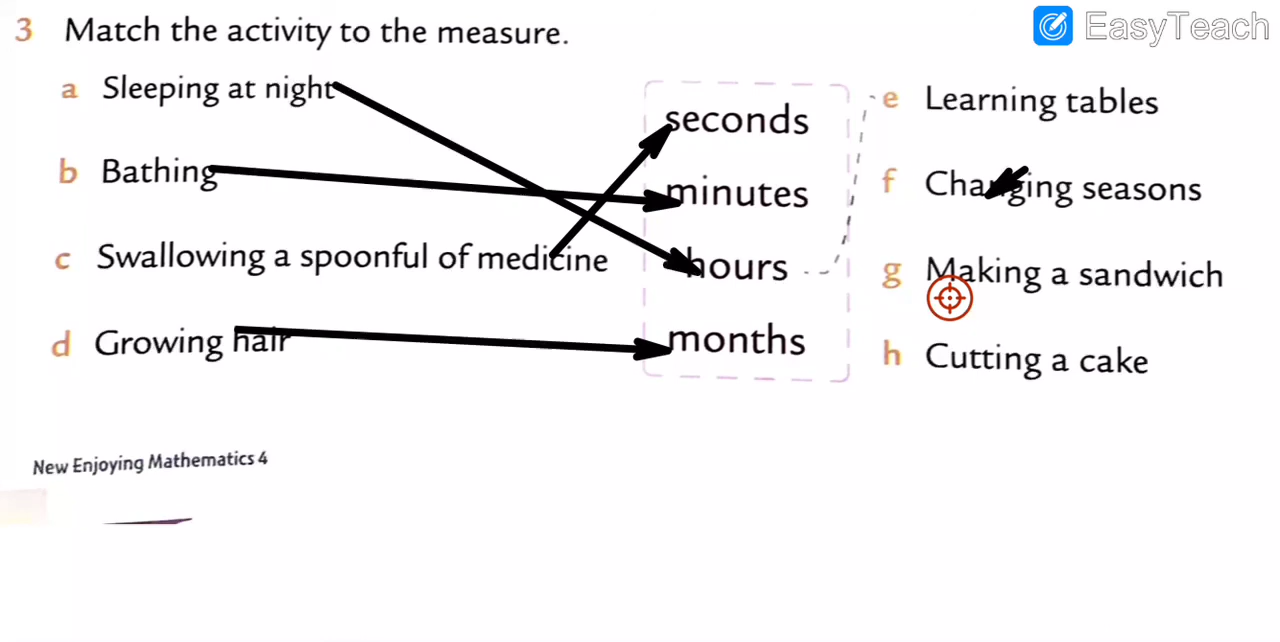 3 Match the activity to the measure.
EasyTeach
a Sleeping at night
b Bathing
c Swallowing a spoonful of medicine
d Growing hair
seconds
minutes
hours
months
e Learning tables
f Changing seasons
g Making a sandwich
h Cutting a cake
New Enjoying Mathematics 4